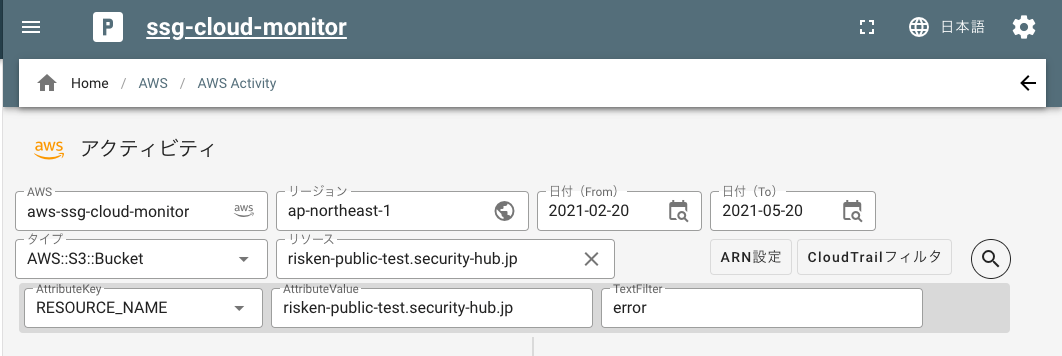 P ssg-cloud-monitor 日本語
Home / AWS / AWS Activity
aws アクティビティ
AWS リージョン 日付（From） 日付（To）
aws-ssg-cloud-monitor aws ap-northeast-1 2021-02-20 2021-05-20
タイプ リソース
AWS::S3::Bucket risken-public-test.security-hub.jp ARN設定 CloudTrailフィルタ
AttributeKey AttributeValue TextFilter
RESOURCE_NAME risken-public-test.security-hub.jp error